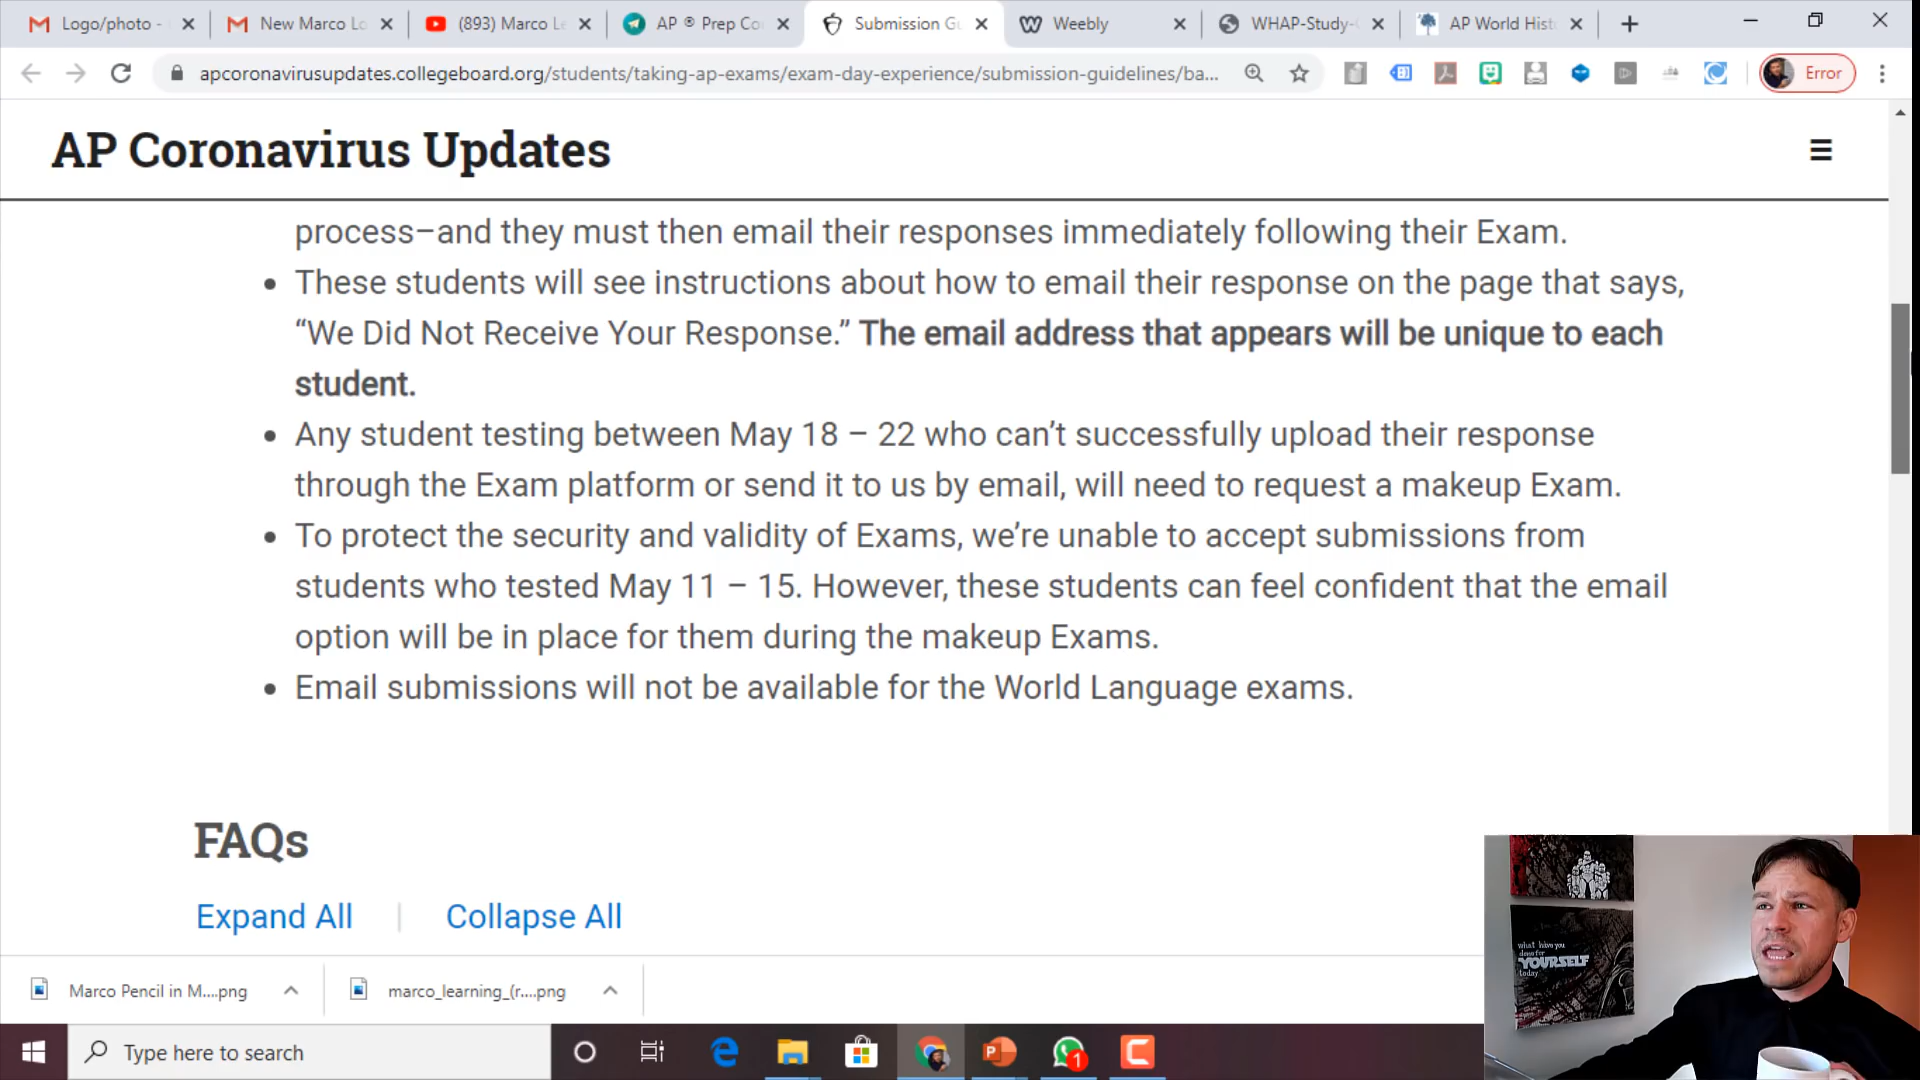 Logo/photo -
New Marco Lo
(893) Marco Le
AP ® Prep Co
Submission Gu
Weebly
WHAP-Study-
AP World Hist
apcoronavirusupdates.collegeboard.org/students/taking-ap-exams/exam-day-experience/submission-guidelines/ba...
Error
AP Coronavirus Updates
process–and they must then email their responses immediately following their Exam.
• These students will see instructions about how to email their response on the page that says,
“We Did Not Receive Your Response.” The email address that appears will be unique to each
student.
• Any student testing between May 18 – 22 who can’t successfully upload their response
through the Exam platform or send it to us by email, will need to request a makeup Exam.
• To protect the security and validity of Exams, we’re unable to accept submissions from
students who tested May 11 – 15. However, these students can feel confident that the email
option will be in place for them during the makeup Exams.
• Email submissions will not be available for the World Language exams.
FAQs
Expand All | Collapse All
what have you
done for
YOURSELF
today
Marco Pencil in M....png
marco_learning_(r....png
Type here to search
1